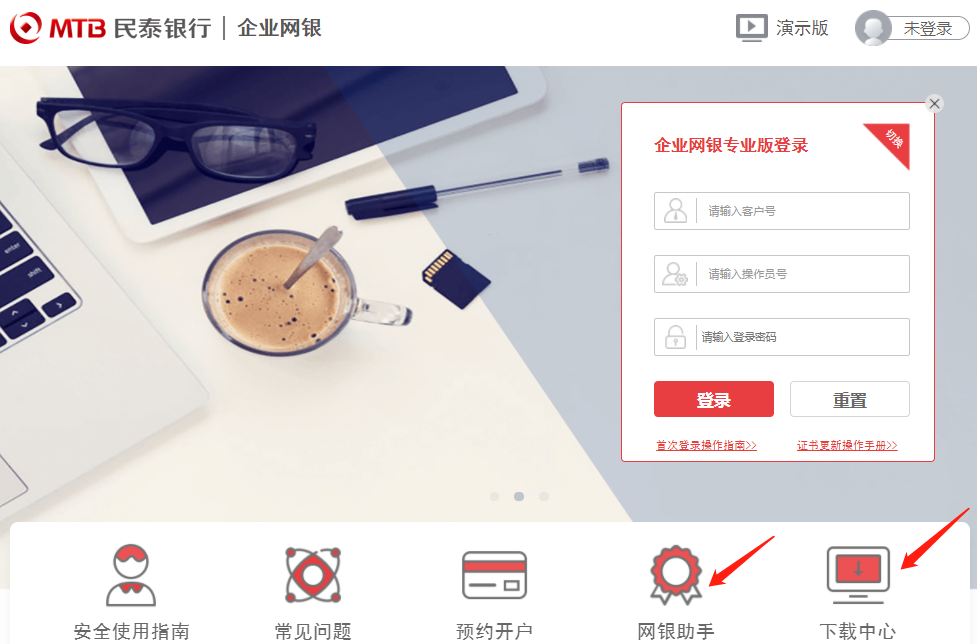 MTB 民泰银行 | 企业网银
演示版
未登录
企业网银专业版登录
切换
请输入客户号
请输入操作员号
请输入登录密码
登录
重置
首次登录操作指南>>
证书更新操作手册>>
enter
shift
安全使用指南
常见问题
预约开户
网银助手
下载中心